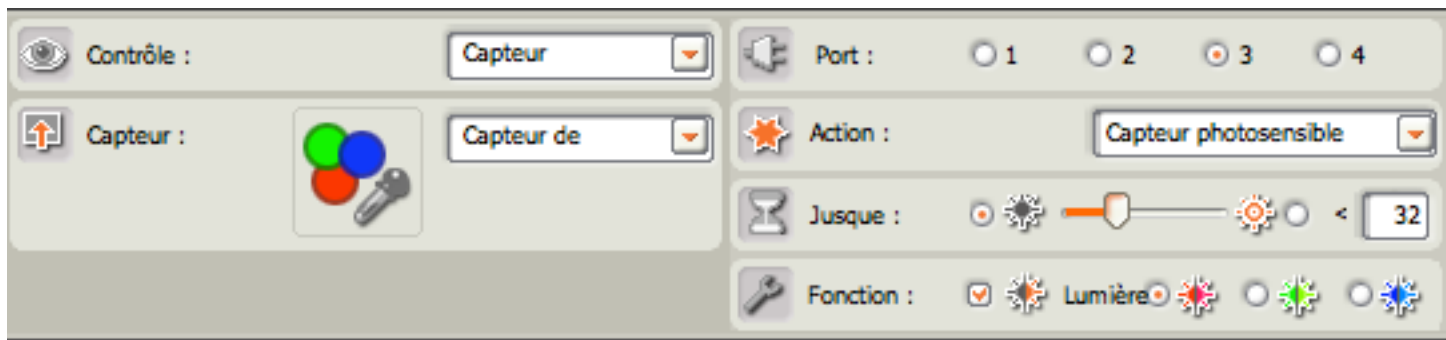 Contrôle : Capteur
Capteur : Capteur de
Port : 1 2 3 4
Action : Capteur photosensible
Jusque : < 32
Fonction : Lumière